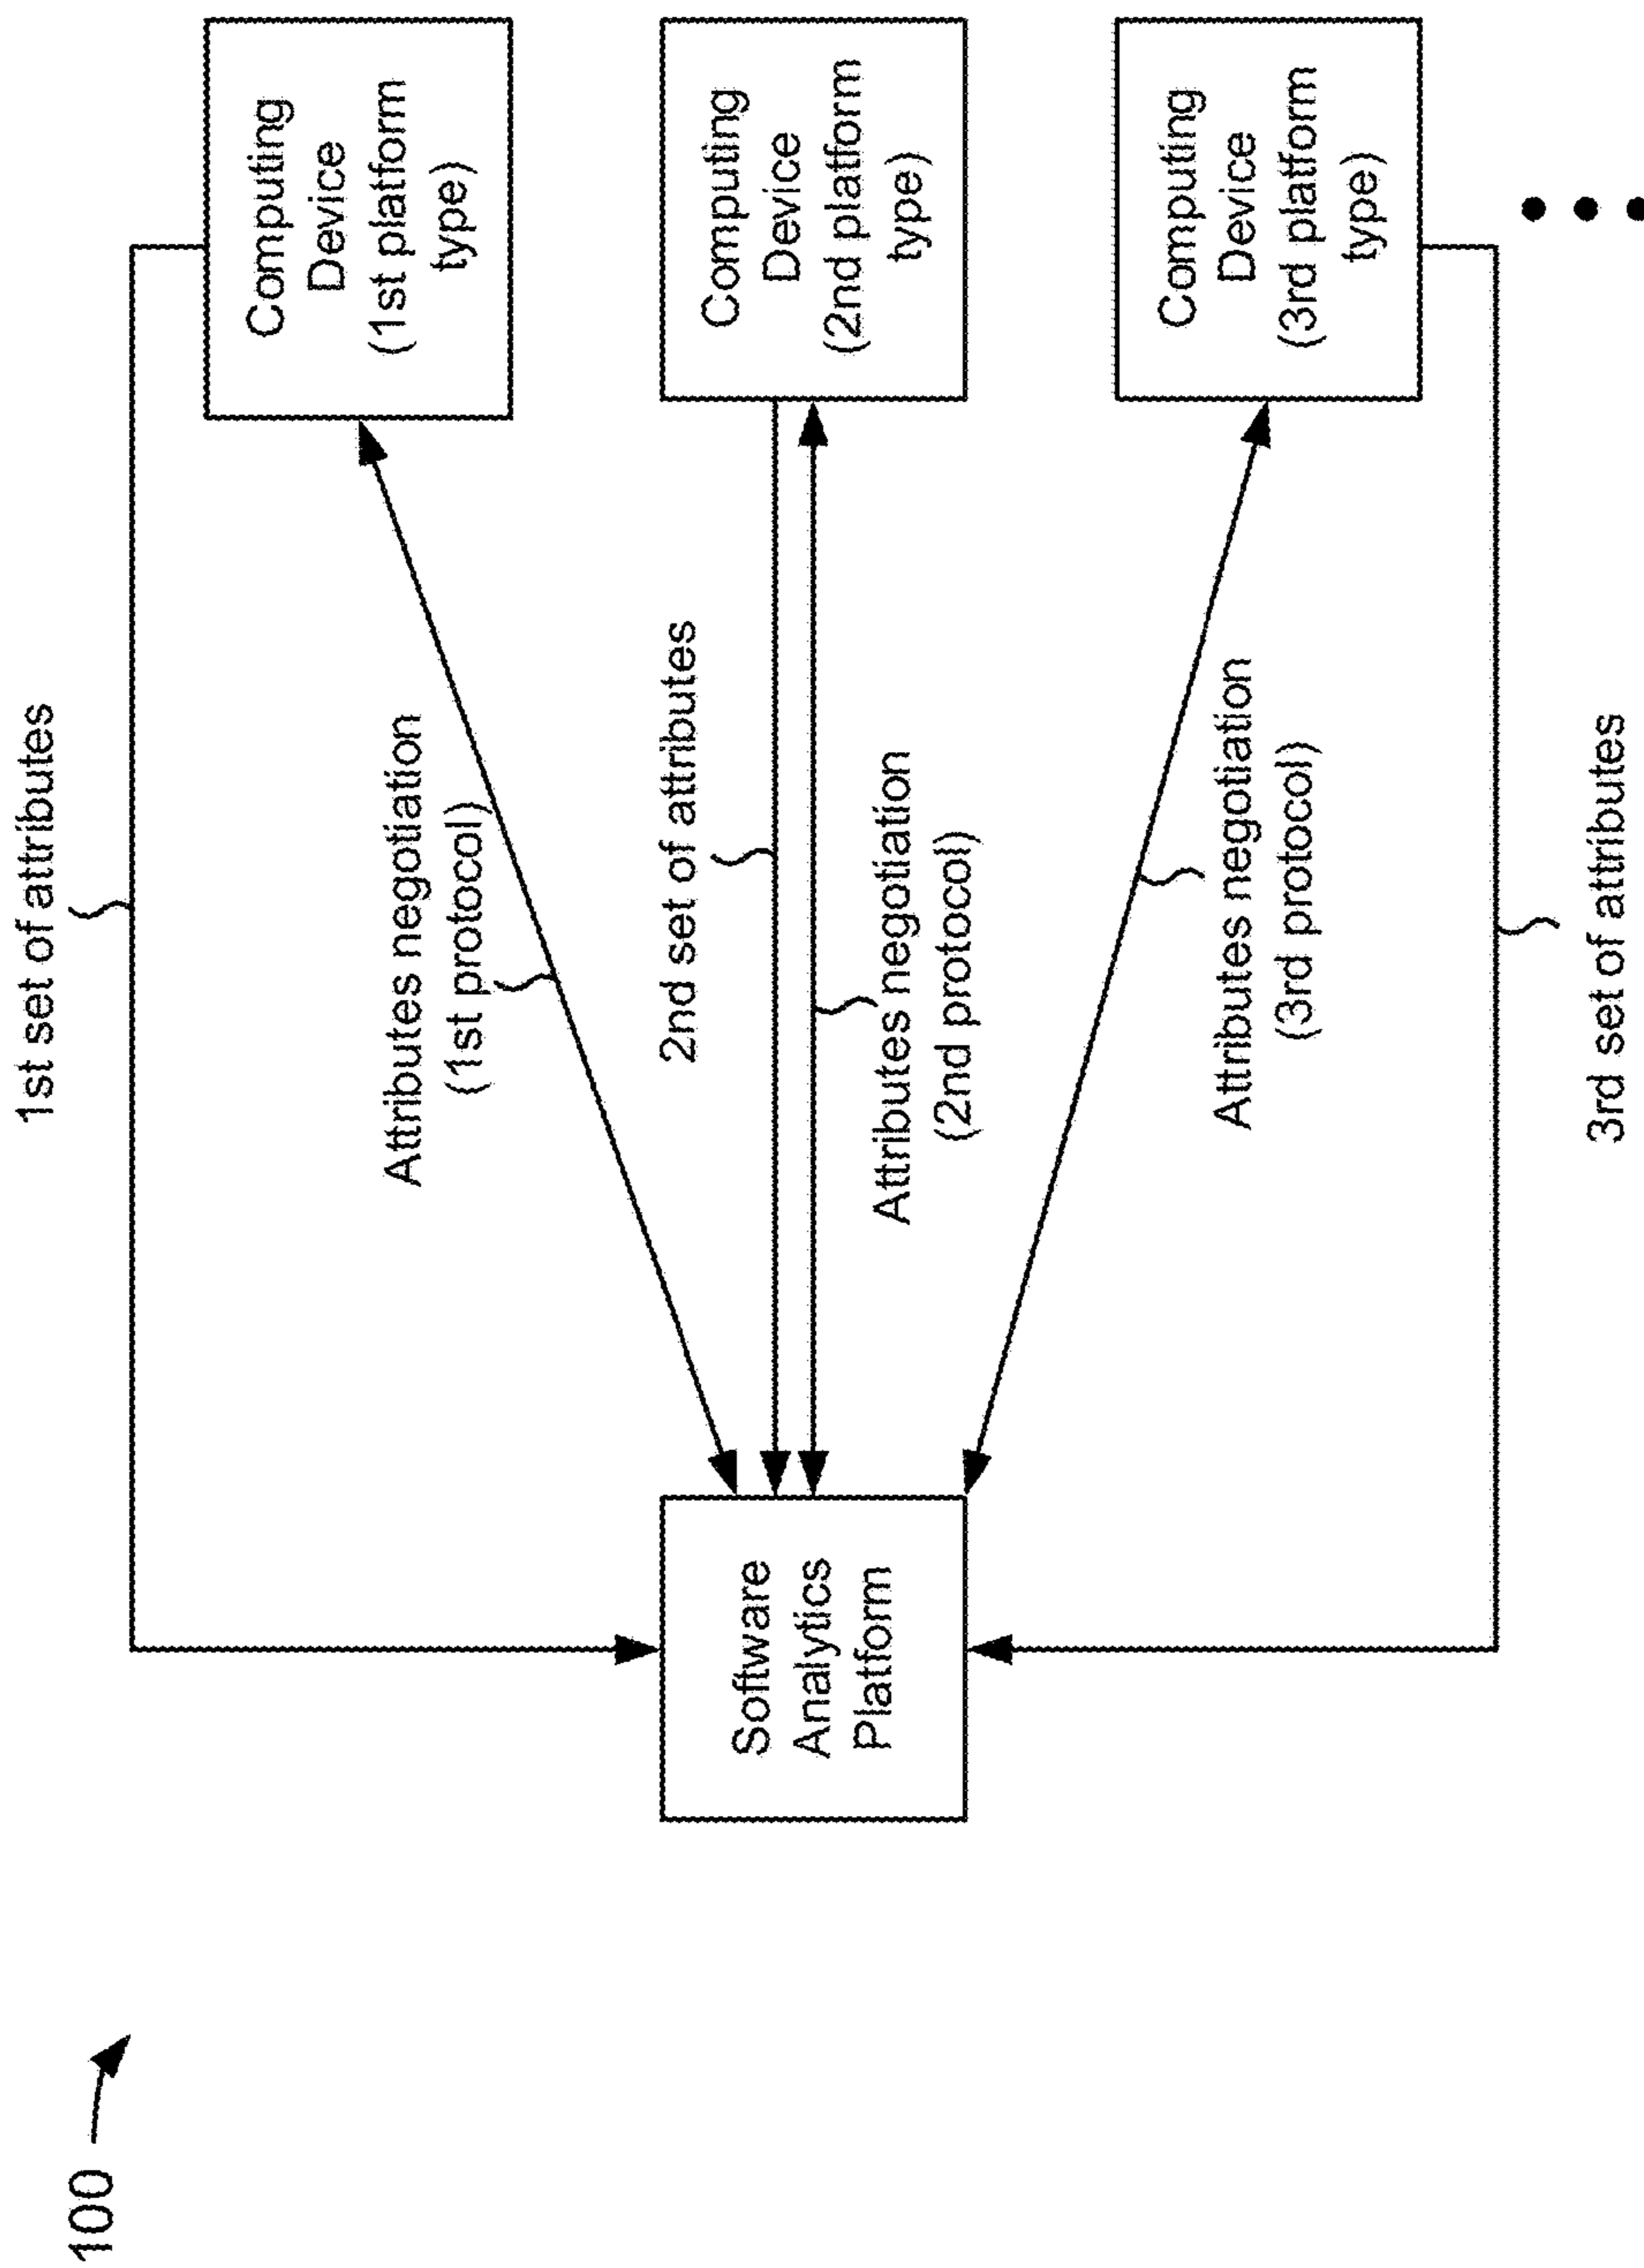 100
1st set of attributes
Computing
Device
(1st platform
type)
Attributes negotiation
(1st protocol)
2nd set of attributes
Computing
Device
(2nd platform
type)
Software
Analytics
Platform
Attributes negotiation
(2nd protocol)
Computing
Device
(3rd platform
type)
Attributes negotiation
(3rd protocol)
3rd set of attributes